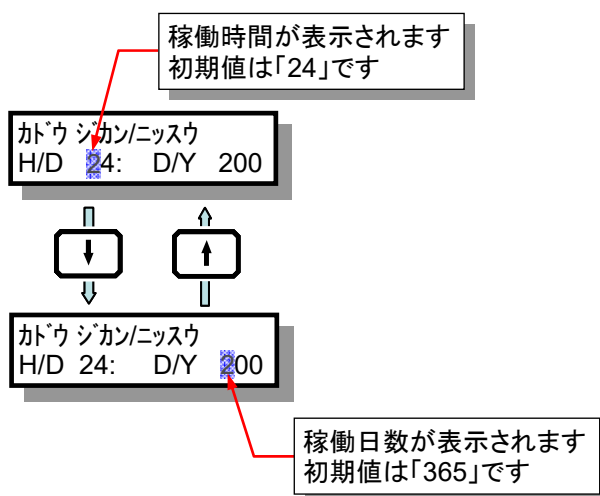 稼働時間が表示されます
初期値は「24」です
ｶﾄﾞｳ ｼﾞｶﾝ/ﾆｯｽｳ
H/D 24: D/Y 200
↓ ↑
ｶﾄﾞｳ ｼﾞｶﾝ/ﾆｯｽｳ
H/D 24: D/Y 200
稼働日数が表示されます
初期値は「365」です